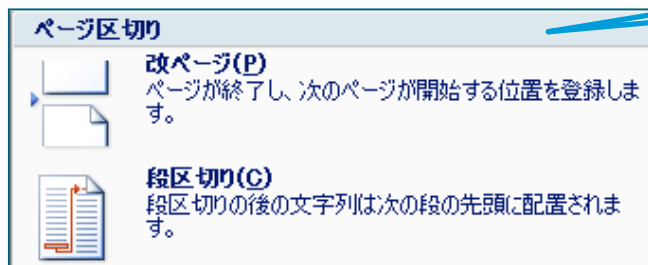 ページ区切り
改ページ(P)
ページが終了し、次のページが開始する位置を登録しま
す。
段区切り(C)
段区切りの後の文字列は次の段の先頭に配置されま
す。